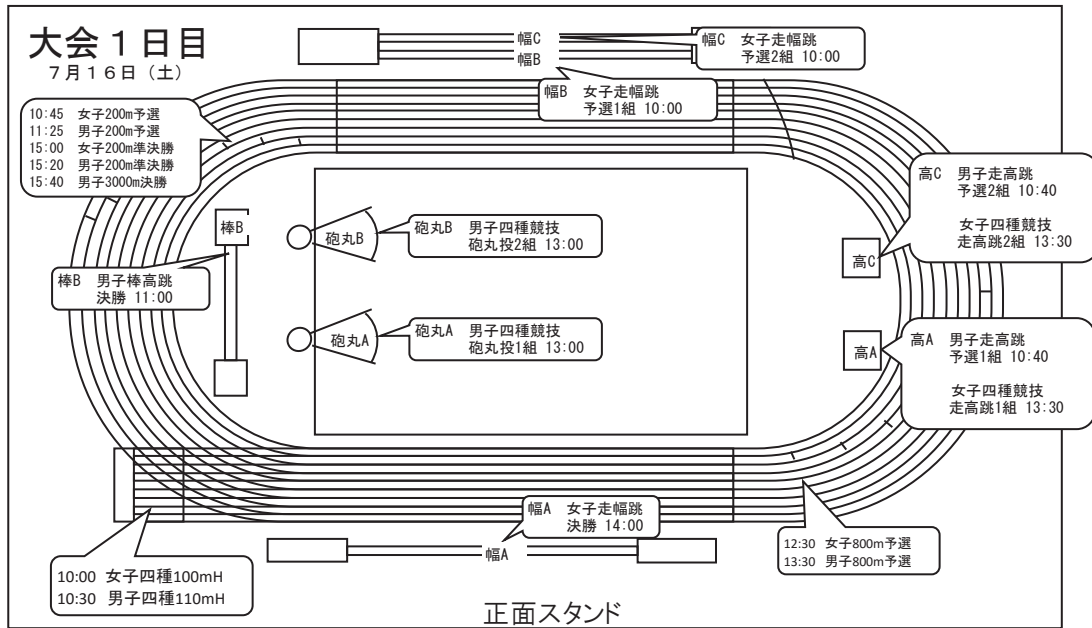 大会１日目
７月１６日（土）
幅C
幅B
幅C 女子走幅跳
予選2組 10:00
幅B 女子走幅跳
予選1組 10:00
10:45 女子200m予選
11:25 男子200m予選
15:00 女子200m準決勝
15:20 男子200m準決勝
15:40 男子3000m決勝
高C 男子走高跳
予選2組 10:40
女子四種競技
走高跳2組 13:30
棒B
砲丸B
砲丸B 男子四種競技
砲丸投2組 13:00
高C
棒B 男子棒高跳
決勝 11:00
砲丸A
砲丸A 男子四種競技
砲丸投1組 13:00
高A
高A 男子走高跳
予選1組 10:40
女子四種競技
走高跳1組 13:30
幅A 女子走幅跳
決勝 14:00
幅A
12:30 女子800m予選
13:30 男子800m予選
10:00 女子四種100mH
10:30 男子四種110mH
正面スタンド